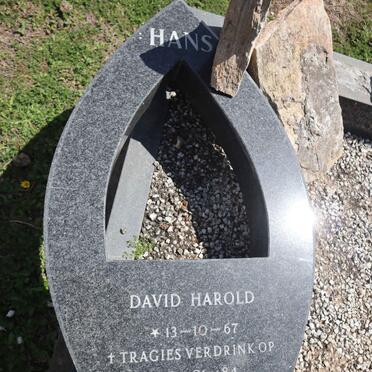 HANS
DAVID HAROLD
* 13–10–67
† TRAGIES VERDRINK OP